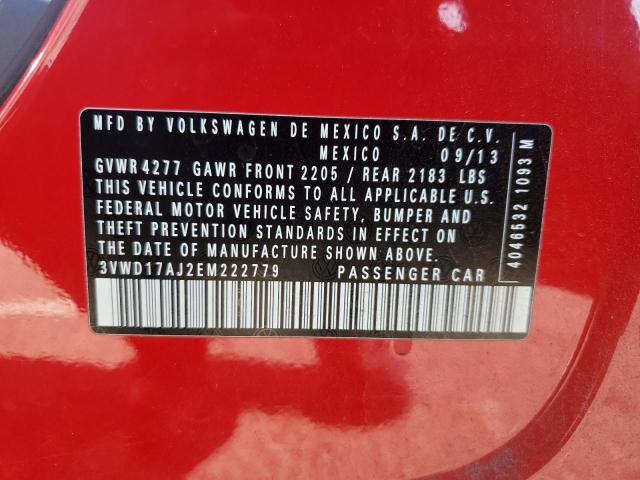 MFD BY VOLKSWAGEN DE MEXICO S.A. DE C.V.
MEXICO 09/13
GVWR 4277 GAWR FRONT 2205 / REAR 2183 LBS
THIS VEHICLE CONFORMS TO ALL APPLICABLE U.S.
FEDERAL MOTOR VEHICLE SAFETY, BUMPER AND
THEFT PREVENTION STANDARDS IN EFFECT ON
THE DATE OF MANUFACTURE SHOWN ABOVE.
3VWD17AJ2EM222779 PASSENGER CAR
4046532 1093 M